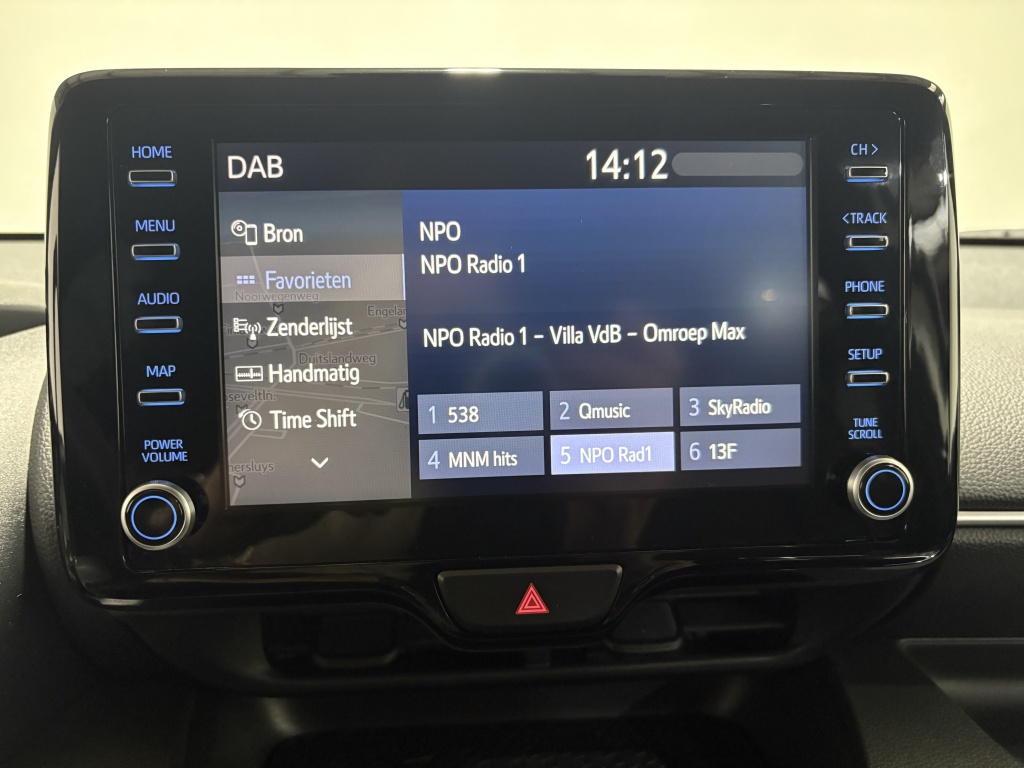 HOME
MENU
AUDIO
MAP
POWER
VOLUME
DAB 14:12
Bron
Favorieten
Noorwegenweg
Zenderlijst
Duitslandweg
Handmatig
Time Shift
NPO
NPO Radio 1
NPO Radio 1 – Villa VdB – Omroep Max
1 538
2 Qmusic
3 SkyRadio
4 MNM hits
5 NPO Rad1
6 13F
CH >
< TRACK
PHONE
SETUP
TUNE
SCROLL